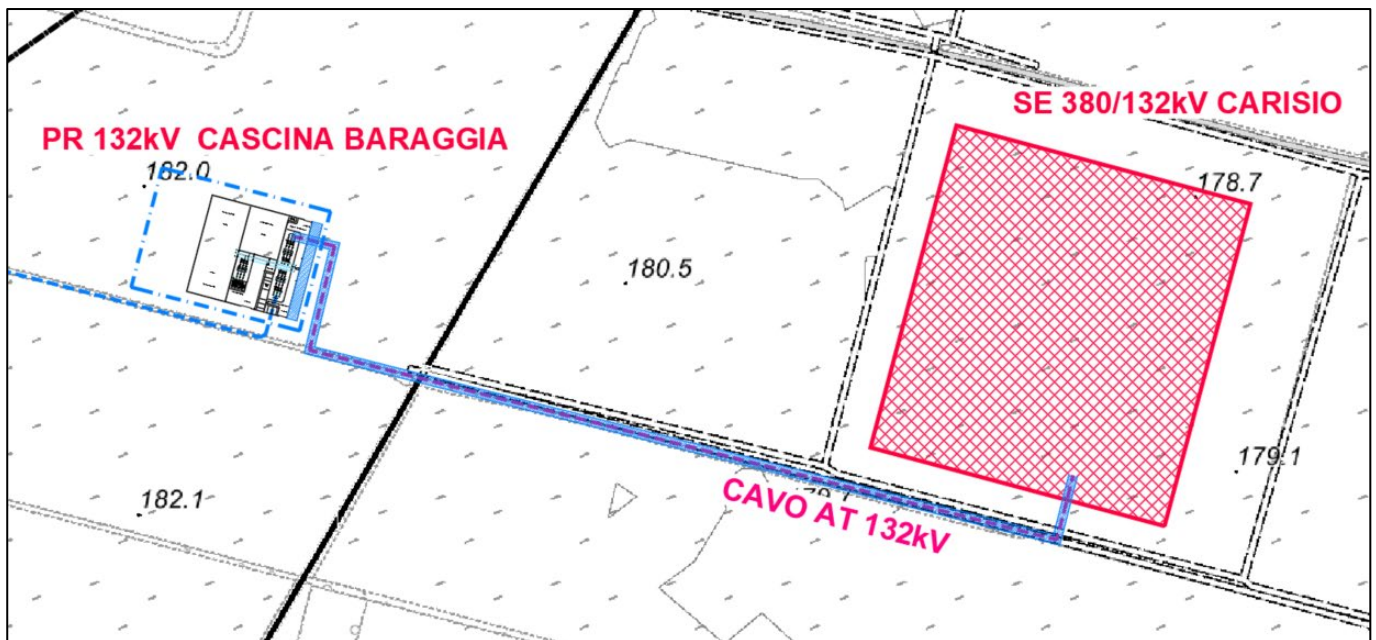 SE 380/132kV CARISIO
PR 132kV CASCINA BARAGGIA
182.0
178.7
180.5
179.1
182.1
CAVO AT 132kV